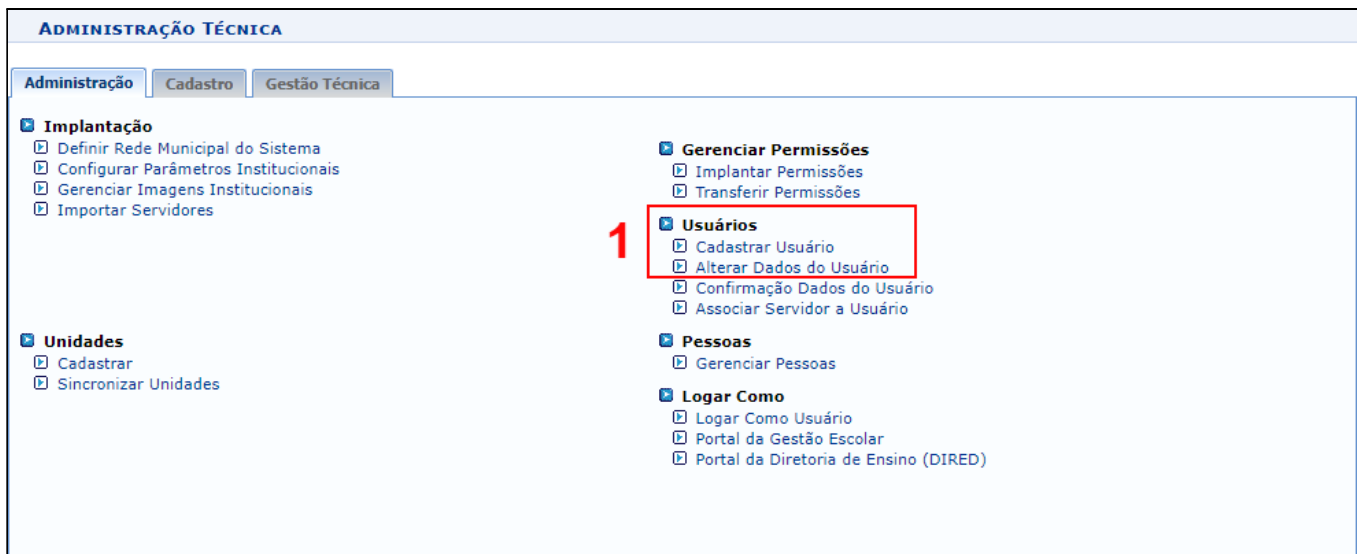 Administração Técnica
Administração Cadastro Gestão Técnica
Implantação
Definir Rede Municipal do Sistema
Configurar Parâmetros Institucionais
Gerenciar Imagens Institucionais
Importar Servidores
Unidades
Cadastrar
Sincronizar Unidades
Gerenciar Permissões
Implantar Permissões
Transferir Permissões
1
Usuários
Cadastrar Usuário
Alterar Dados do Usuário
Confirmação Dados do Usuário
Associar Servidor a Usuário
Pessoas
Gerenciar Pessoas
Logar Como
Logar Como Usuário
Portal da Gestão Escolar
Portal da Diretoria de Ensino (DIRED)